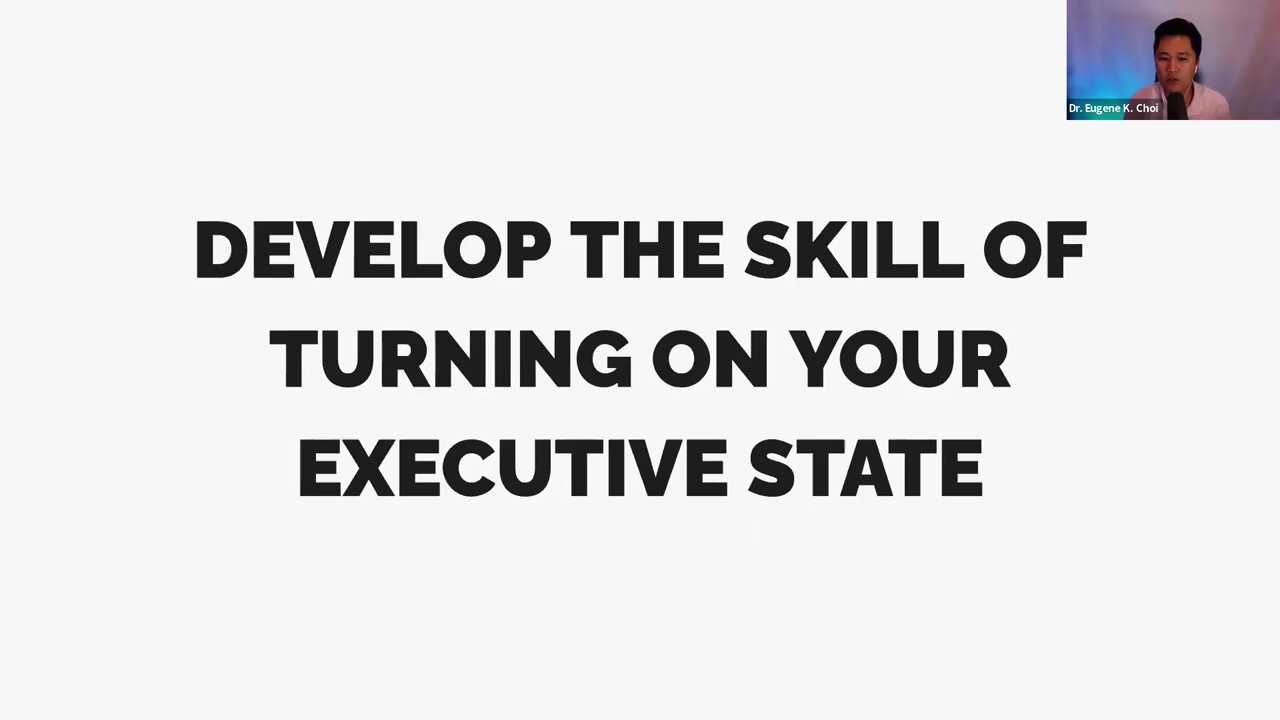 Dr. Eugene K. Choi
DEVELOP THE SKILL OF
TURNING ON YOUR
EXECUTIVE STATE